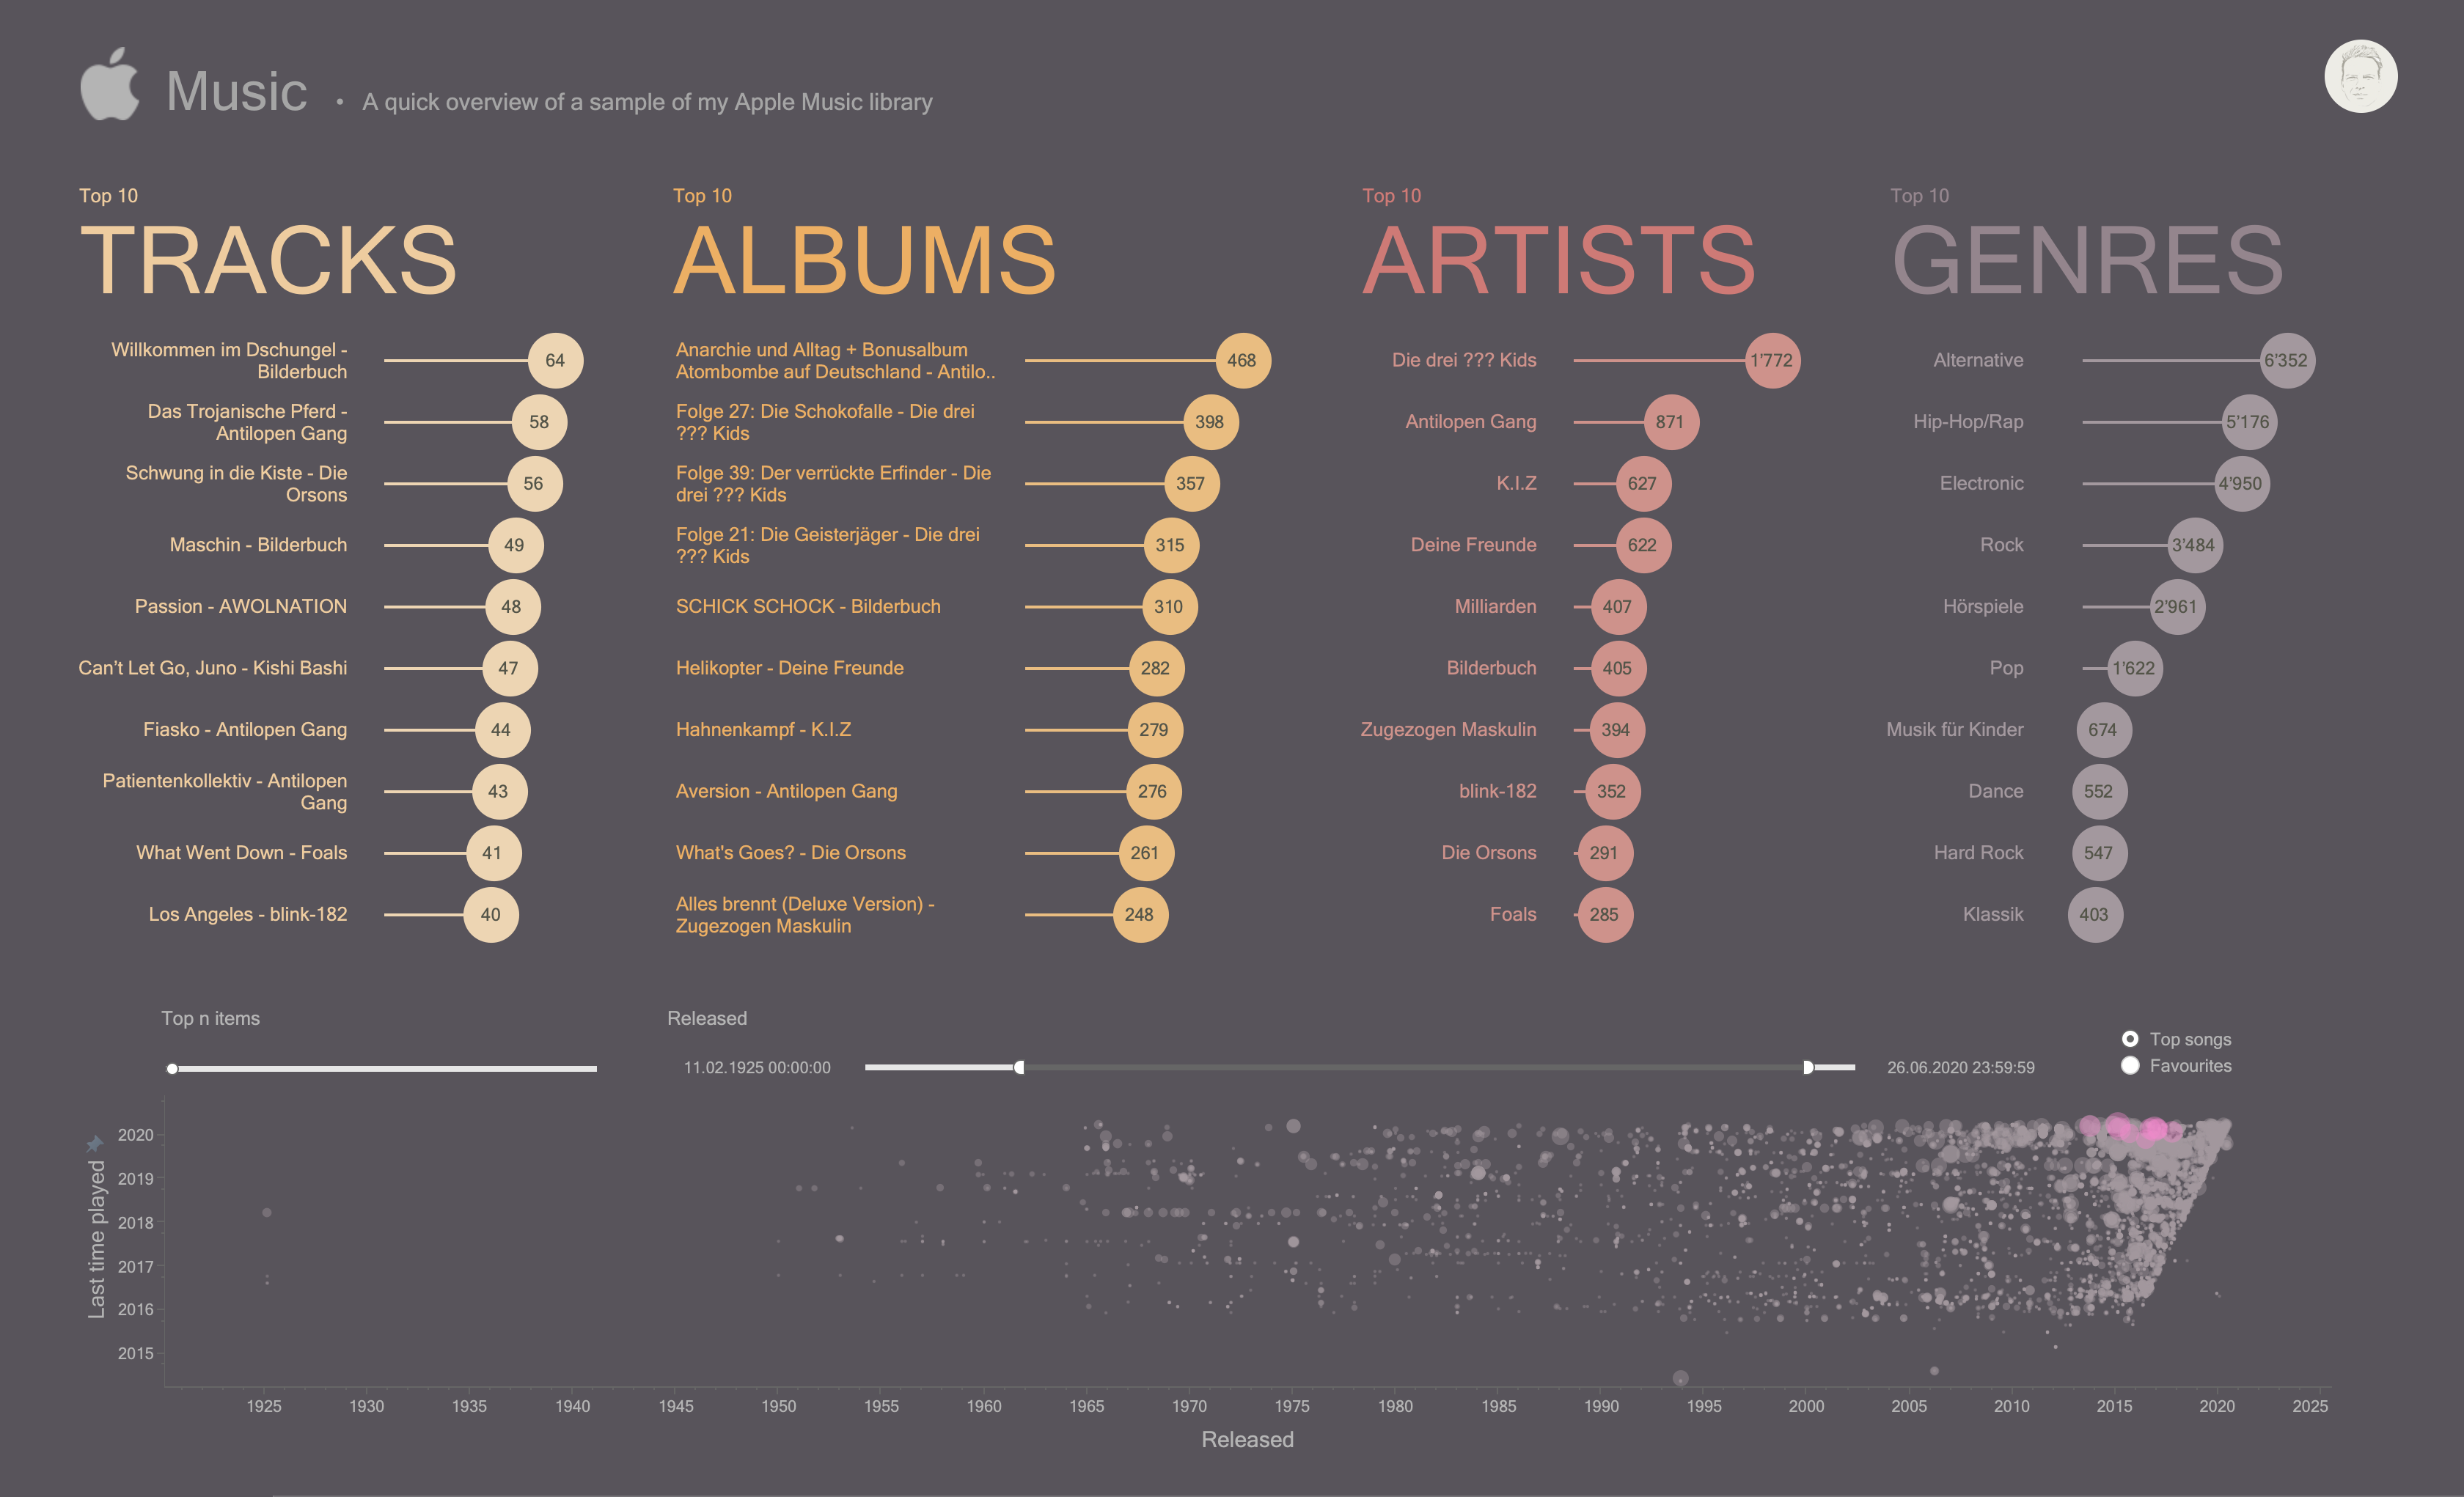 Music • A quick overview of a sample of my Apple Music library
Top 10
TRACKS
Willkommen im Dschungel -
Bilderbuch
64
Das Trojanische Pferd -
Antilopen Gang
58
Schwung in die Kiste - Die
Orsons
56
Maschin - Bilderbuch
49
Passion - AWOLNATION
48
Can’t Let Go, Juno - Kishi Bashi
47
Fiasko - Antilopen Gang
44
Patientenkollektiv - Antilopen
Gang
43
What Went Down - Foals
41
Los Angeles - blink-182
40
Top 10
ALBUMS
Anarchie und Alltag + Bonusalbum
Atombombe auf Deutschland - Antilo..
468
Folge 27: Die Schokofalle - Die drei
??? Kids
398
Folge 39: Der verrückte Erfinder - Die
drei ??? Kids
357
Folge 21: Die Geisterjäger - Die drei
??? Kids
315
SCHICK SCHOCK - Bilderbuch
310
Helikopter - Deine Freunde
282
Hahnenkampf - K.I.Z
279
Aversion - Antilopen Gang
276
What's Goes? - Die Orsons
261
Alles brennt (Deluxe Version) -
Zugezogen Maskulin
248
Top 10
ARTISTS
Die drei ??? Kids
1’772
Antilopen Gang
871
K.I.Z
627
Deine Freunde
622
Milliarden
407
Bilderbuch
405
Zugezogen Maskulin
394
blink-182
352
Die Orsons
291
Foals
285
Top 10
GENRES
Alternative
6’352
Hip-Hop/Rap
5’176
Electronic
4’950
Rock
3’484
Hörspiele
2’961
Pop
1’622
Musik für Kinder
674
Dance
552
Hard Rock
547
Klassik
403
Top n items
Released
11.02.1925 00:00:00
26.06.2020 23:59:59
Top songs
Favourites
Last time played
2020
2019
2018
2017
2016
2015
1925 1930 1935 1940 1945 1950 1955 1960 1965 1970 1975 1980 1985 1990 1995 2000 2005 2010 2015 2020 2025
Released